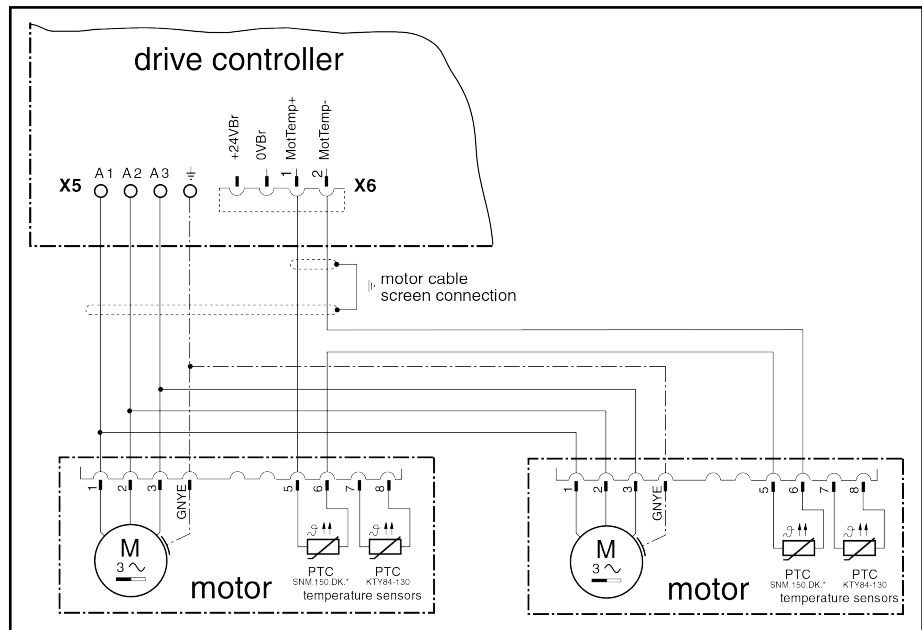 drive controller
+24VBr
0VBr
MotTemp+
MotTemp-
1
2
X5
A1
A2
A3
X6
motor cable
screen connection
1
2
3
GNYE
5
6
7
8
M
3
motor
PTC
SNM.150.DK.*
PTC
KTY84-130
temperature sensors
1
2
3
GNYE
5
6
7
8
M
3
motor
PTC
SNM.150.DK.*
PTC
KTY84-130
temperature sensors